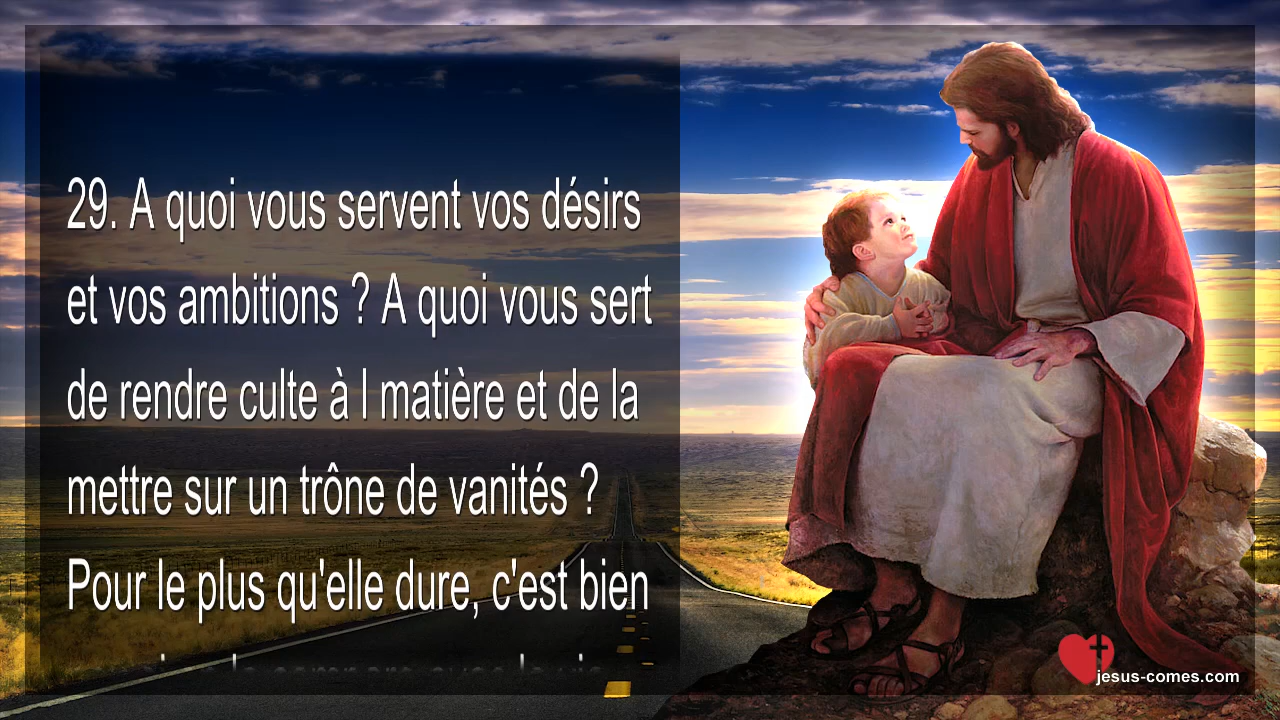 29. A quoi vous servent vos désirs
et vos ambitions ? A quoi vous sert
de rendre culte à l matière et de la
mettre sur un trône de vanités ?
Pour le plus qu'elle dure, c'est bien
jesus-comes.com